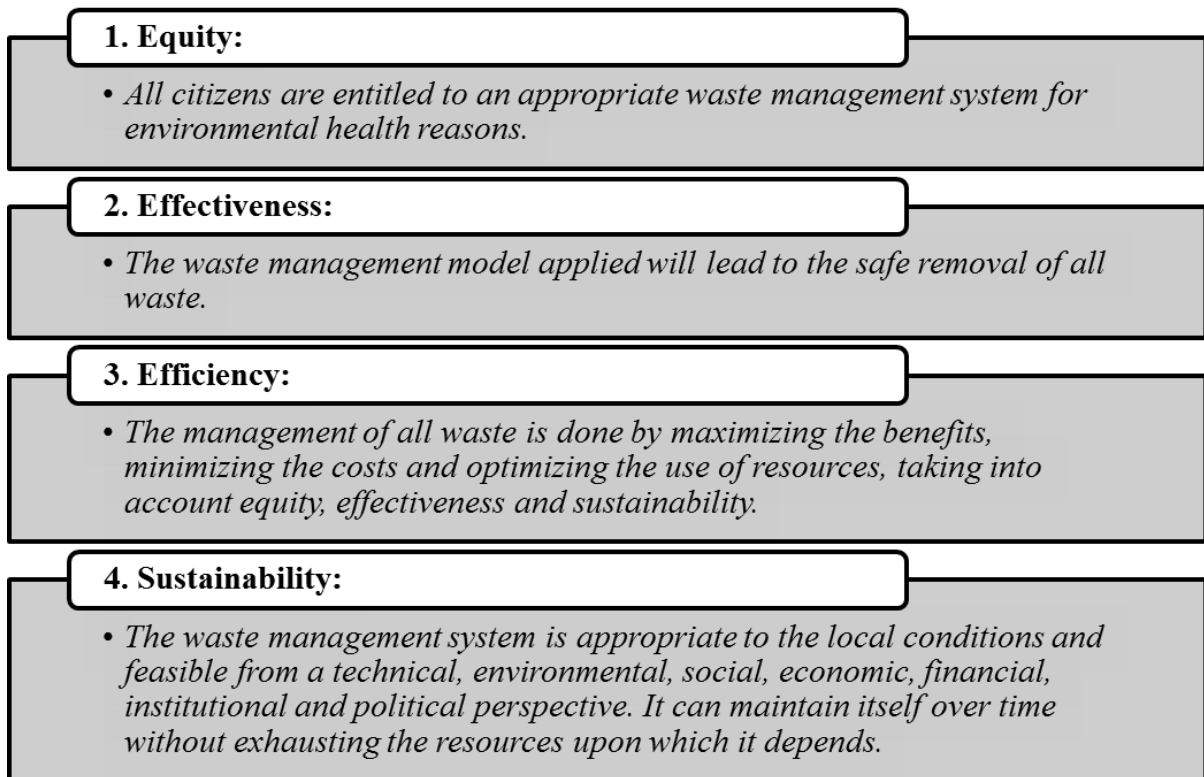 1. Equity:
• All citizens are entitled to an appropriate waste management system for
environmental health reasons.
2. Effectiveness:
• The waste management model applied will lead to the safe removal of all
waste.
3. Efficiency:
• The management of all waste is done by maximizing the benefits,
minimizing the costs and optimizing the use of resources, taking into
account equity, effectiveness and sustainability.
4. Sustainability:
• The waste management system is appropriate to the local conditions and
feasible from a technical, environmental, social, economic, financial,
institutional and political perspective. It can maintain itself over time
without exhausting the resources upon which it depends.